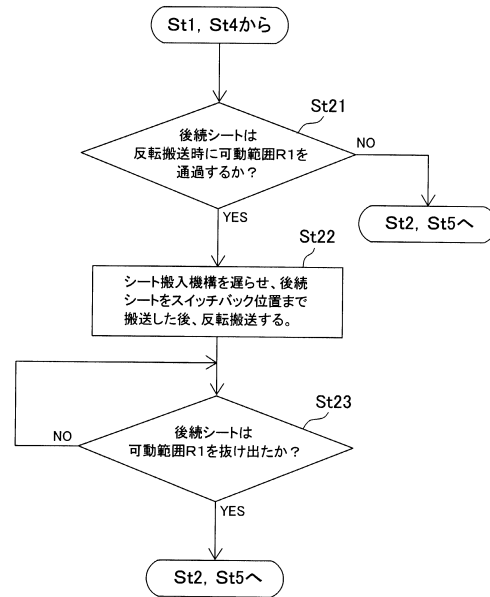 St1, St4から
St21
後続シートは
反転搬送時に可動範囲R1を
通過するか？
NO
YES
St2, St5へ
St22
シート搬入機構を遅らせ、後続
シートをスイッチバック位置まで
搬送した後、反転搬送する。
St23
後続シートは
可動範囲R1を抜け出たか？
NO
YES
St2, St5へ